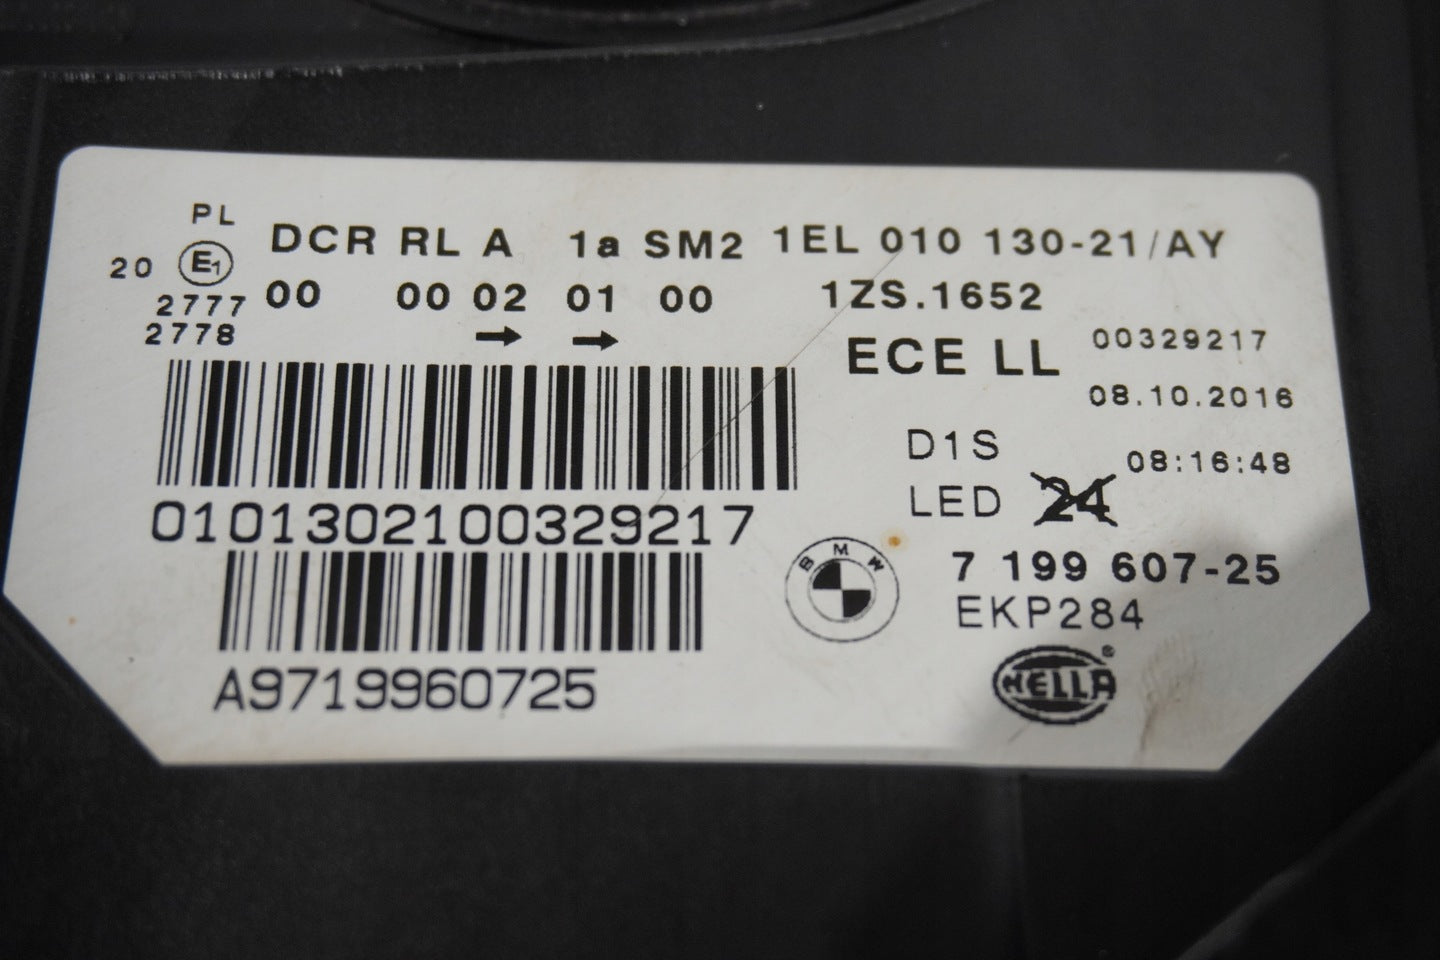 PL
DCR RL A 1a SM2 1EL 010 130-21/AY
20 E1
2777 00 00 02 01 00 1ZS.1652
2778 → →
ECE LL 00329217
08.10.2016
D1S 08:16:48
LED 24
0101302100329217
BMW
7 199 607-25
EKP284
A9719960725
HELLA®